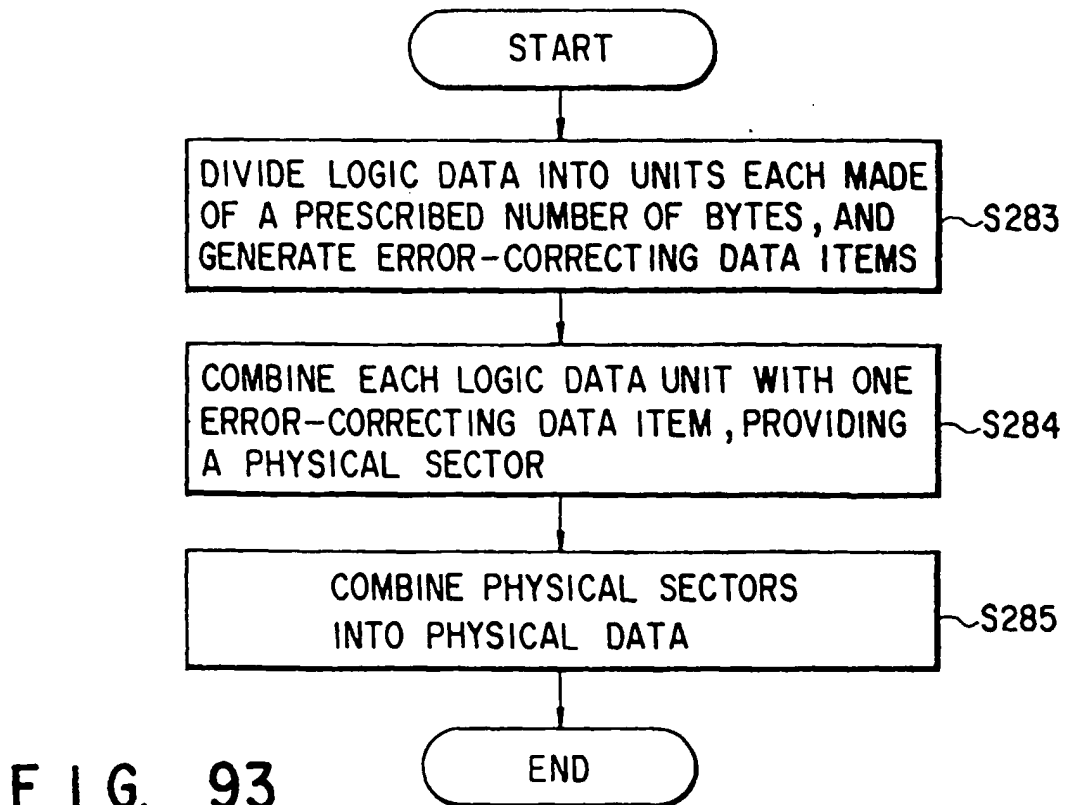 START
DIVIDE LOGIC DATA INTO UNITS EACH MADE
OF A PRESCRIBED NUMBER OF BYTES, AND
GENERATE ERROR-CORRECTING DATA ITEMS
S283
COMBINE EACH LOGIC DATA UNIT WITH ONE
ERROR-CORRECTING DATA ITEM, PROVIDING
A PHYSICAL SECTOR
S284
COMBINE PHYSICAL SECTORS
INTO PHYSICAL DATA
S285
END
FIG. 93